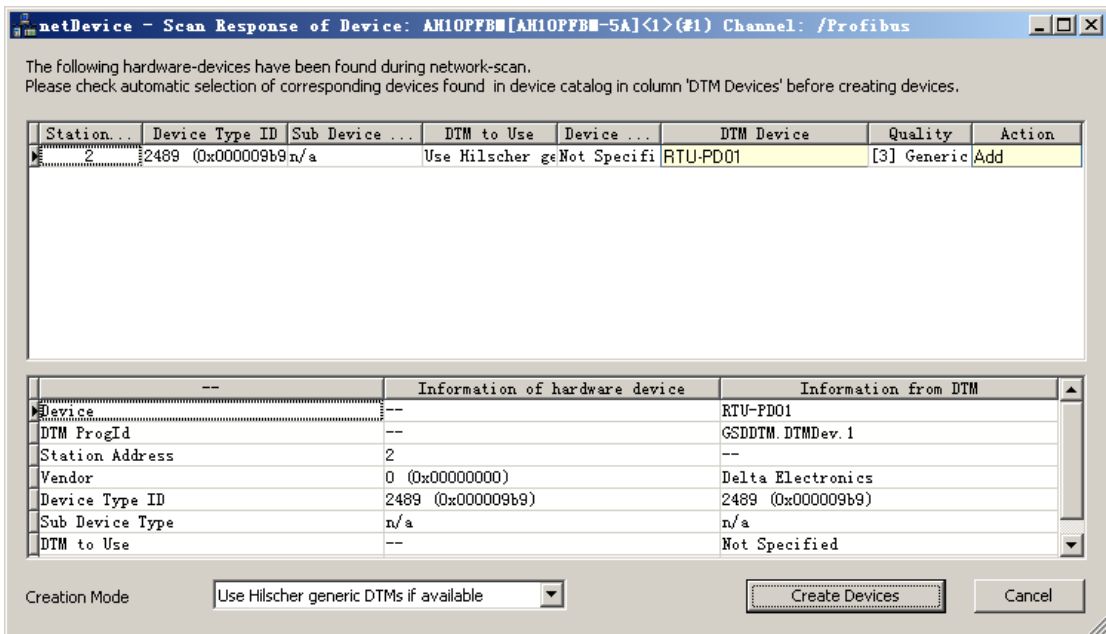 netDevice - Scan Response of Device: AH10PFBM[AH10PFBM-5A]<1>(#1) Channel: /Profibus
The following hardware-devices have been found during network-scan.
Please check automatic selection of corresponding devices found in device catalog in column 'DTM Devices' before creating devices.
Station... Device Type ID Sub Device ... DTM to Use Device ... DTM Device Quality Action
2 2489 (0x000009b9 n/a Use Hilscher ge Not Specifi RTU-PD01 [3] Generic Add
-- Information of hardware device Information from DTM
Device -- RTU-PD01
DTM ProgId -- GSDDTM.DTMDev.1
Station Address 2 --
Vendor 0 (0x00000000) Delta Electronics
Device Type ID 2489 (0x000009b9) 2489 (0x000009b9)
Sub Device Type n/a n/a
DTM to Use -- Not Specified
Creation Mode Use Hilscher generic DTMs if available Create Devices Cancel